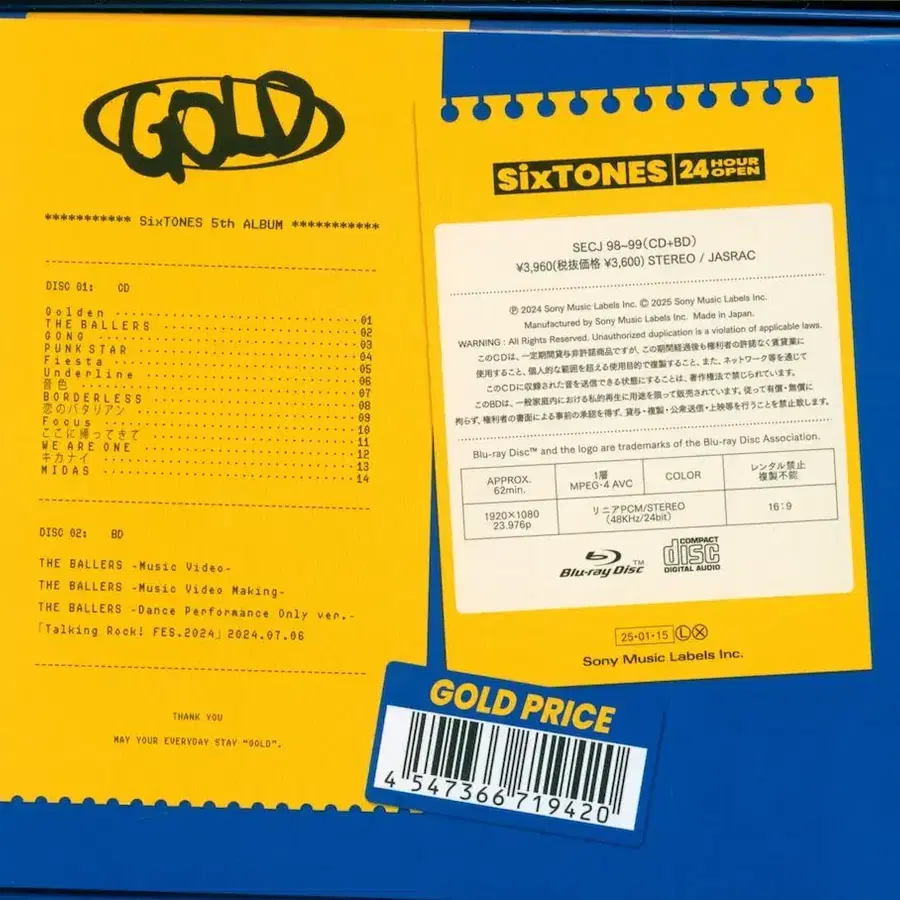 GOLD
*********** SixTONES 5th ALBUM ***********
DISC 01: CD
Golden 01
THE BALLERS 02
GONG 03
PUNK STAR 04
Fiesta 05
Underline 06
音色 07
BORDERLESS 08
恋のバタリアン 09
Focus 10
ここに帰ってきて 11
WE ARE ONE 12
キカナイ 13
MIDAS 14
DISC 02: BD
THE BALLERS -Music Video-
THE BALLERS -Music Video Making-
THE BALLERS -Dance Performance Only ver.-
「Talking Rock! FES.2024」2024.07.06
THANK YOU
MAY YOUR EVERYDAY STAY "GOLD".
SixTONES 24 HOUR OPEN
SECJ 98~99(CD+BD)
¥3,960(税抜価格 ¥3,600) STEREO / JASRAC
℗ 2024 Sony Music Labels Inc. © 2025 Sony Music Labels Inc.
Manufactured by Sony Music Labels Inc. Made in Japan.
WARNING : All Rights Reserved. Unauthorized duplication is a violation of applicable laws.
このCDは、一定期間貸与非許諾商品ですが、この期間経過後も権利者の許諾なく賃貸業に
使用すること、個人的な範囲を超える使用目的で複製すること、また、ネットワーク等を通じて
このCDに収録された音を送信できる状態にすることは、著作権法で禁じられています。
このBDは、一般家庭内における私的再生に用途を限って販売されています。従って有償・無償に
拘らず、権利者の書面による事前の承認を得ず、貸与・複製・公衆送信・上映等を行うことを禁止致します。
Blu-ray Disc™ and the logo are trademarks of the Blu-ray Disc Association.
APPROX. 62min.
1層 MPEG-4 AVC
COLOR
レンタル禁止 複製不能
1920×1080 23.976p
リニアPCM/STEREO (48KHz/24bit)
16:9
Blu-ray Disc™
COMPACT disc DIGITAL AUDIO
25・01・15 Ⓛ Ⓧ
Sony Music Labels Inc.
GOLD PRICE
4 547366 719420